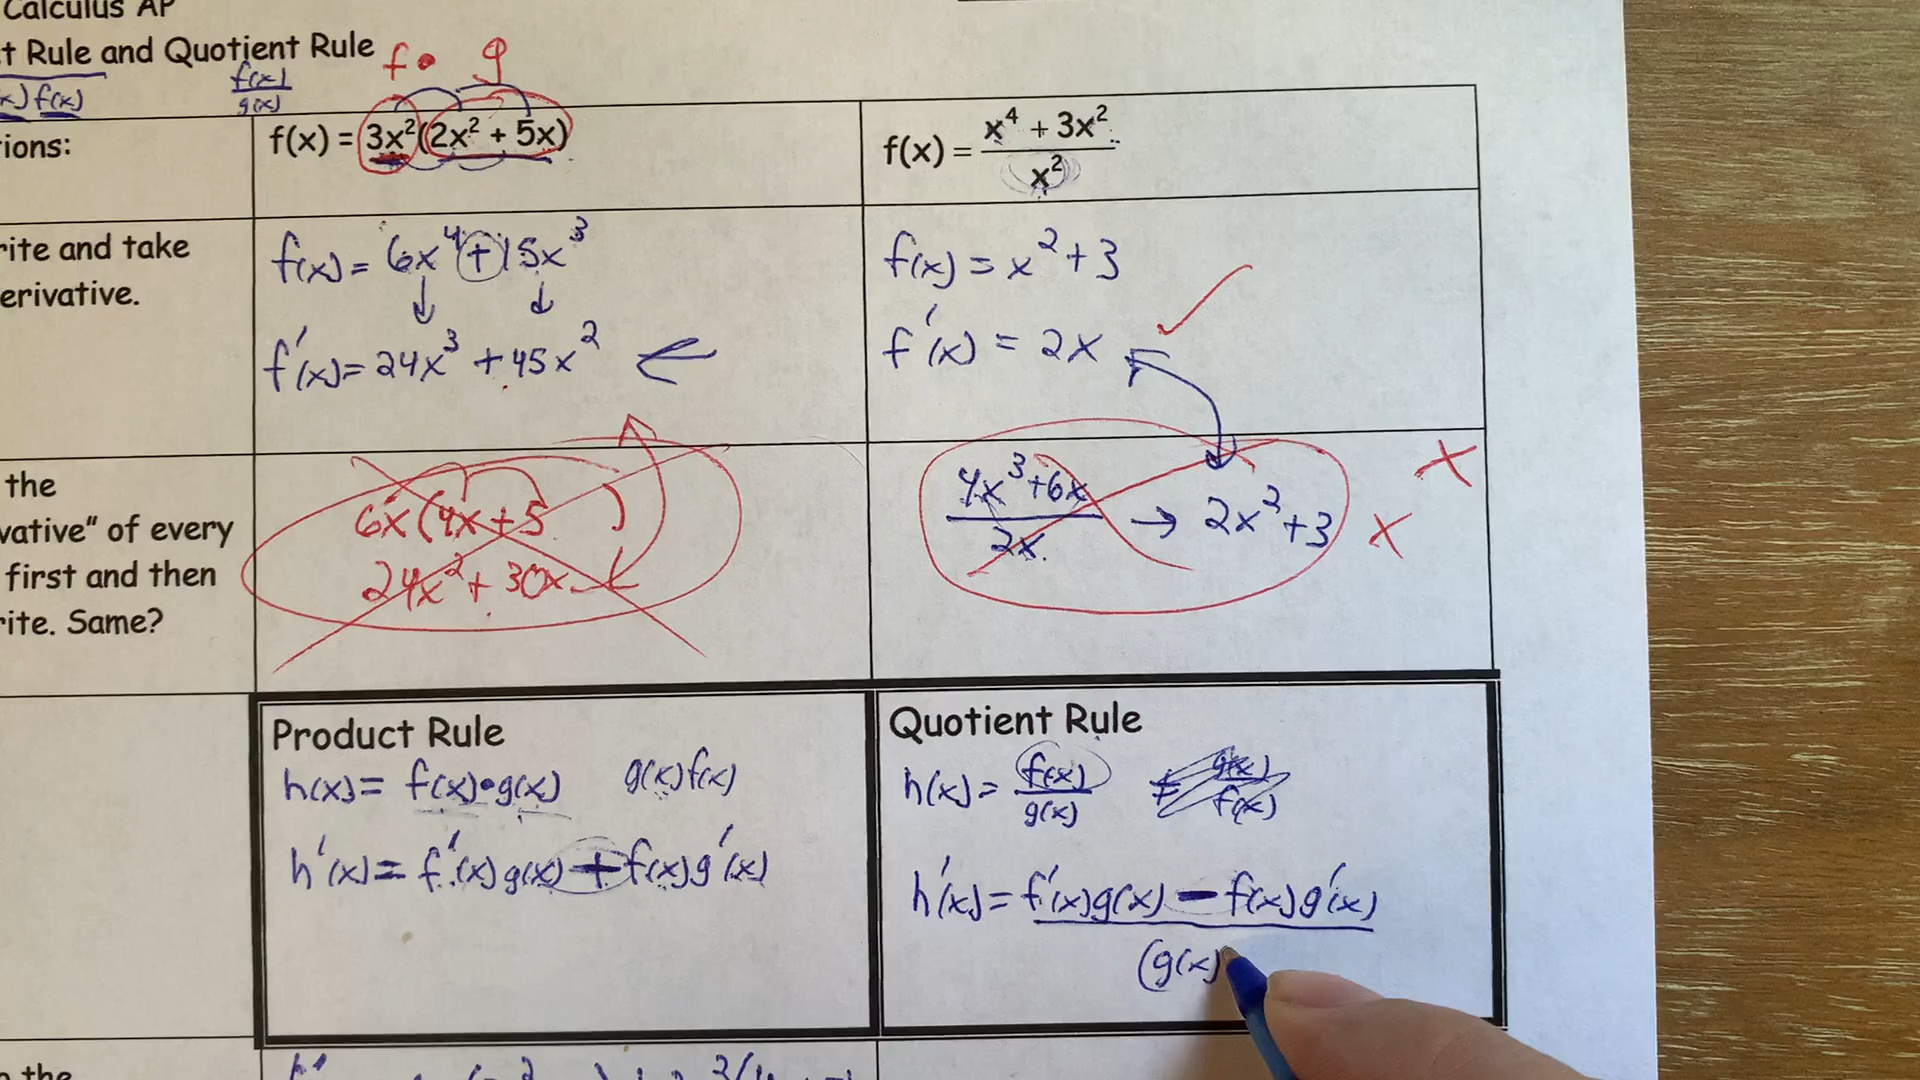 Calculus AP
t Rule and Quotient Rule
f • g
x) f(x)
f(x)
g(x)
ions:
f(x) = 3x²(2x² + 5x)
f(x) = x⁴ + 3x²
x²
rite and take
erivative.
f(x) = 6x⁴ + 15x³
f'(x) = 24x³ + 45x²
f(x) = x² + 3
f'(x) = 2x
the
vative" of every
first and then
rite. Same?
6x(4x + 5)
24x² + 30x
4x³ + 6x
2x
→ 2x² + 3
x
x
Product Rule
h(x) = f(x)•g(x) g(x)f(x)
h'(x) = f'(x)g(x) + f(x)g'(x)
Quotient Rule
h(x) = f(x)
g(x)
≠ g(x)
f(x)
h'(x) = f'(x)g(x) − f(x)g'(x)
(g(x)
the